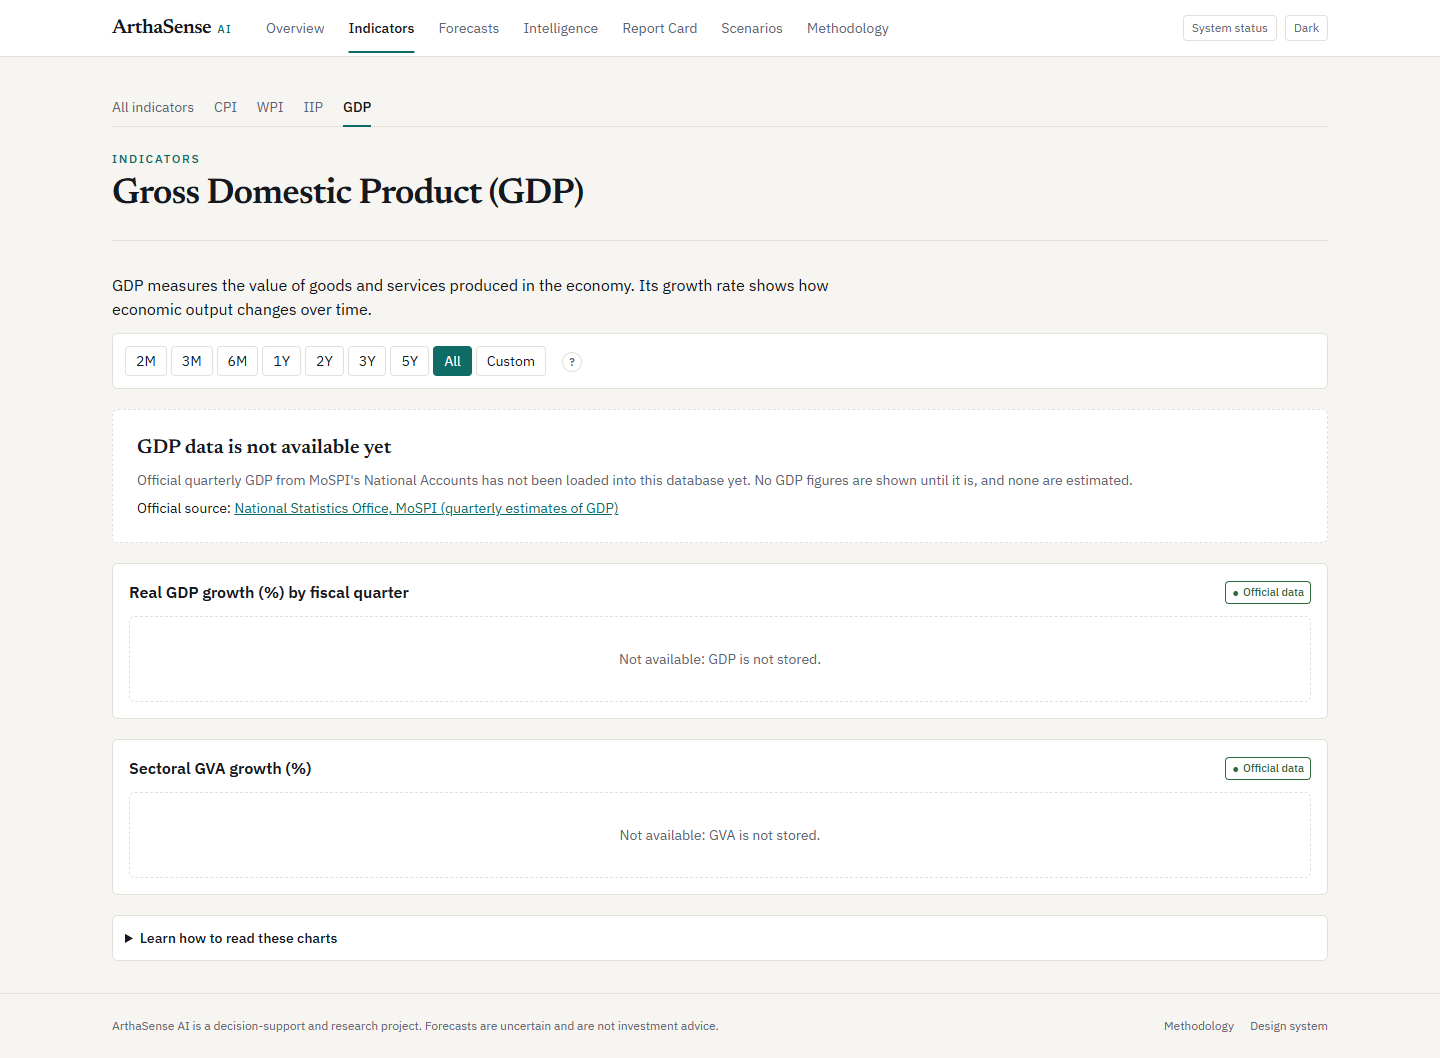 ArthaSense AI
Overview
Indicators
Forecasts
Intelligence
Report Card
Scenarios
Methodology
System status
Dark
All indicators
CPI
WPI
IIP
GDP
INDICATORS
Gross Domestic Product (GDP)
GDP measures the value of goods and services produced in the economy. Its growth rate shows how
economic output changes over time.
2M
3M
6M
1Y
2Y
3Y
5Y
All
Custom
?
GDP data is not available yet
Official quarterly GDP from MoSPI's National Accounts has not been loaded into this database yet. No GDP figures are shown until it is, and none are estimated.
Official source: National Statistics Office, MoSPI (quarterly estimates of GDP)
Real GDP growth (%) by fiscal quarter
Official data
Not available: GDP is not stored.
Sectoral GVA growth (%)
Official data
Not available: GVA is not stored.
Learn how to read these charts
ArthaSense AI is a decision-support and research project. Forecasts are uncertain and are not investment advice.
Methodology
Design system